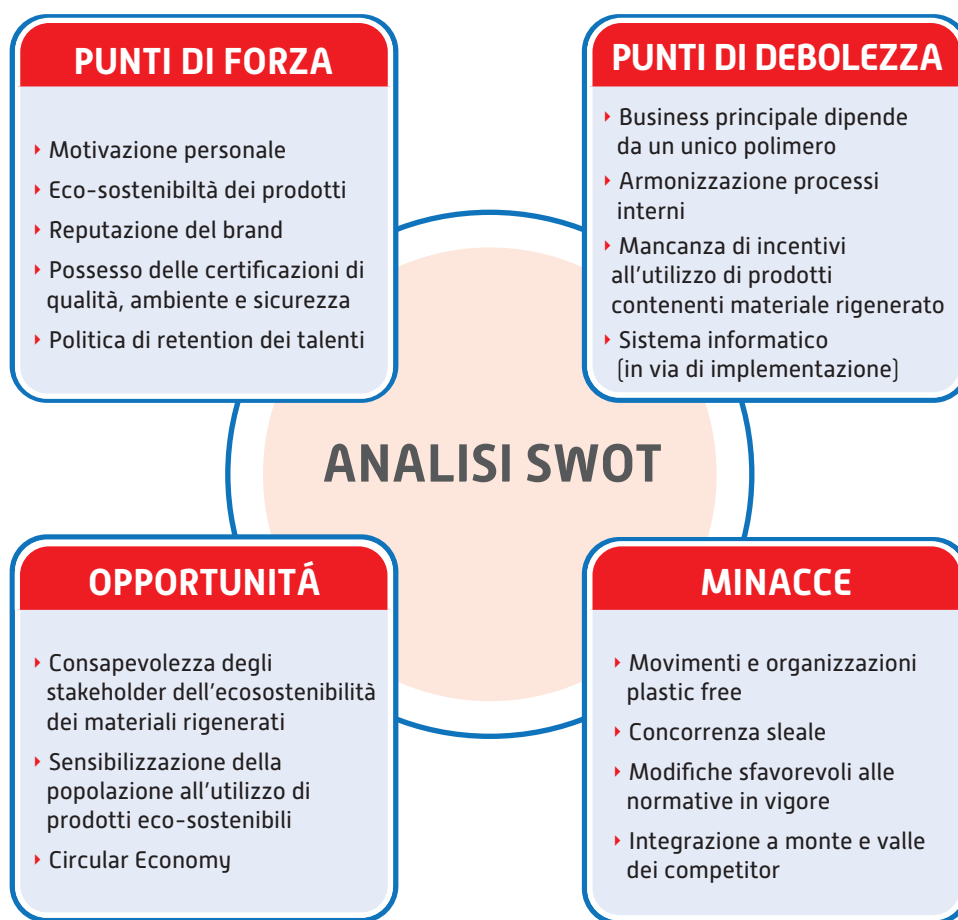 PUNTI DI FORZA
‣ Motivazione personale
‣ Eco-sostenibiltà dei prodotti
‣ Reputazione del brand
‣ Possesso delle certificazioni di
qualità, ambiente e sicurezza
‣ Politica di retention dei talenti
PUNTI DI DEBOLEZZA
‣ Business principale dipende
da un unico polimero
‣ Armonizzazione processi
interni
‣ Mancanza di incentivi
all'utilizzo di prodotti
contenenti materiale rigenerato
‣ Sistema informatico
(in via di implementazione)
ANALISI SWOT
OPPORTUNITÁ
‣ Consapevolezza degli
stakeholder dell'ecosostenibilità
dei materiali rigenerati
‣ Sensibilizzazione della
popolazione all'utilizzo di
prodotti eco-sostenibili
‣ Circular Economy
MINACCE
‣ Movimenti e organizzazioni
plastic free
‣ Concorrenza sleale
‣ Modifiche sfavorevoli alle
normative in vigore
‣ Integrazione a monte e valle
dei competitor